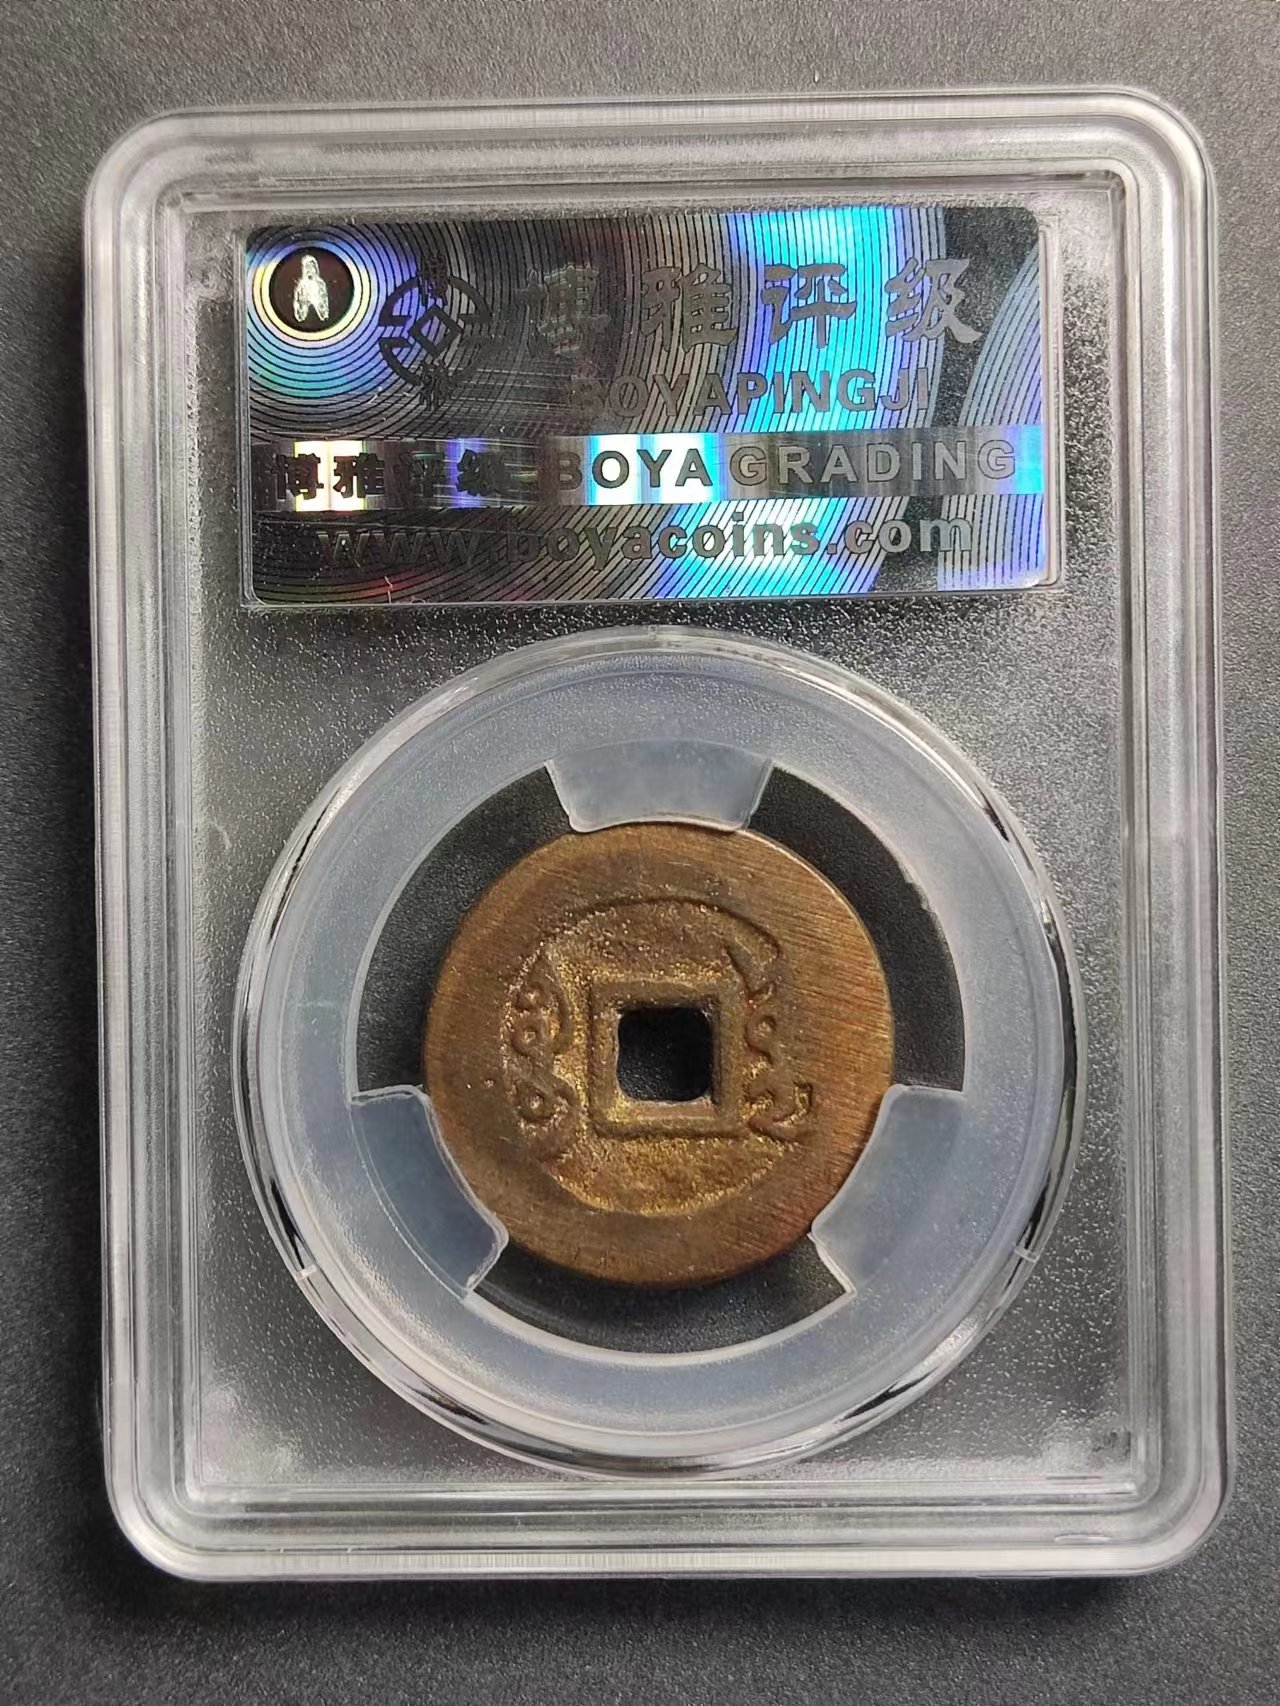 博雅评级
BOYAPINGJI
博雅评级 BOYA GRADING
www.boyacoins.com